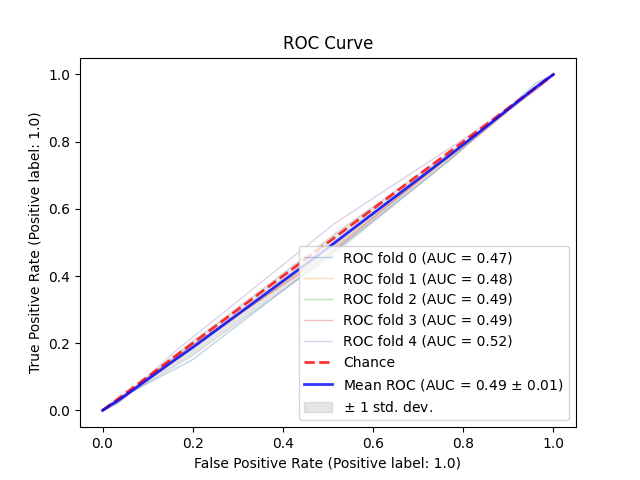 ROC Curve
True Positive Rate (Positive label: 1.0)
1.0
0.8
0.6
0.4
0.2
0.0
ROC fold 0 (AUC = 0.47)
ROC fold 1 (AUC = 0.48)
ROC fold 2 (AUC = 0.49)
ROC fold 3 (AUC = 0.49)
ROC fold 4 (AUC = 0.52)
Chance
Mean ROC (AUC = 0.49 ± 0.01)
± 1 std. dev.
0.0 0.2 0.4 0.6 0.8 1.0
False Positive Rate (Positive label: 1.0)